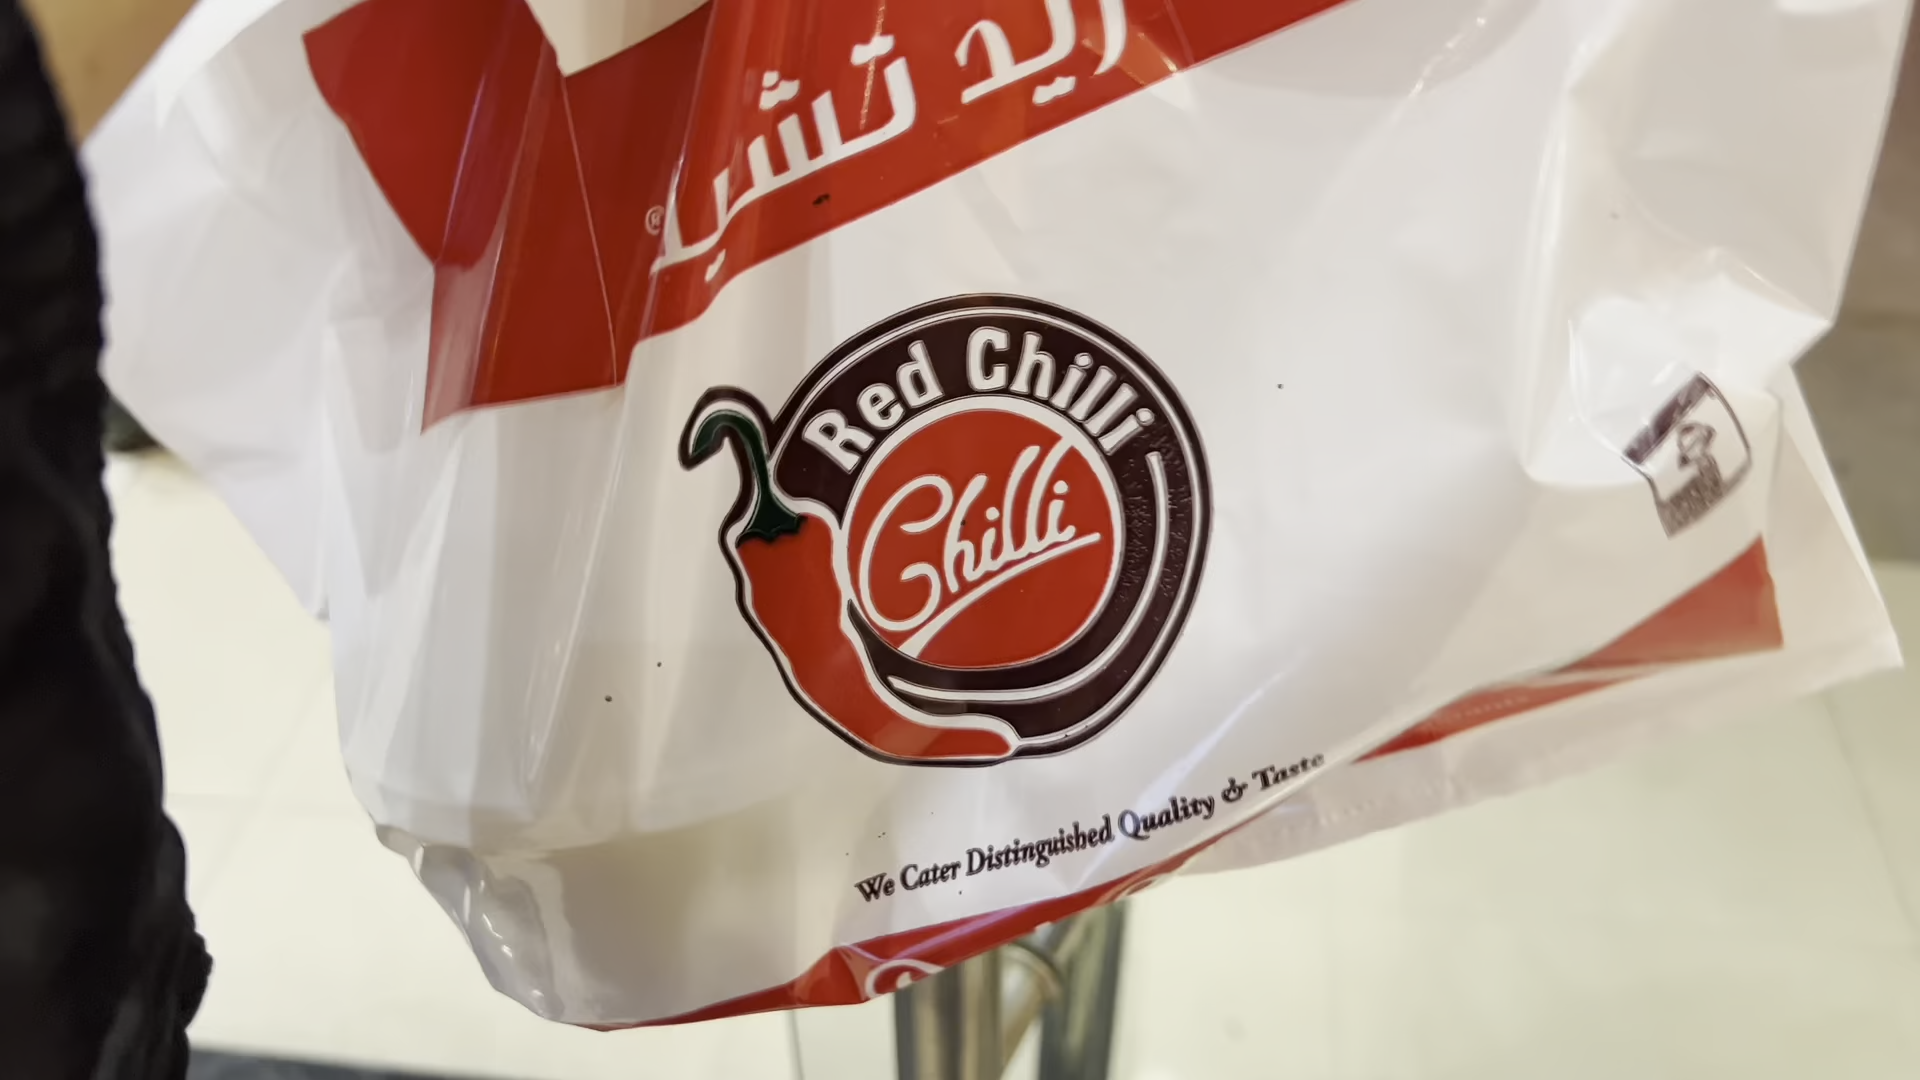 ريد تشيلي
®
Red Chilli
Chilli
We Cater Distinguished Quality & Taste